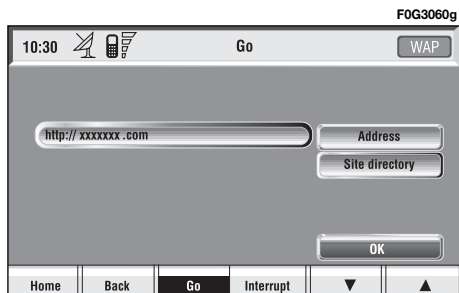 F0G3060g
10:30 Go WAP
http:// xxxxxxx .com
Address
Site directory
OK
Home Back Go Interrupt ▼ ▲